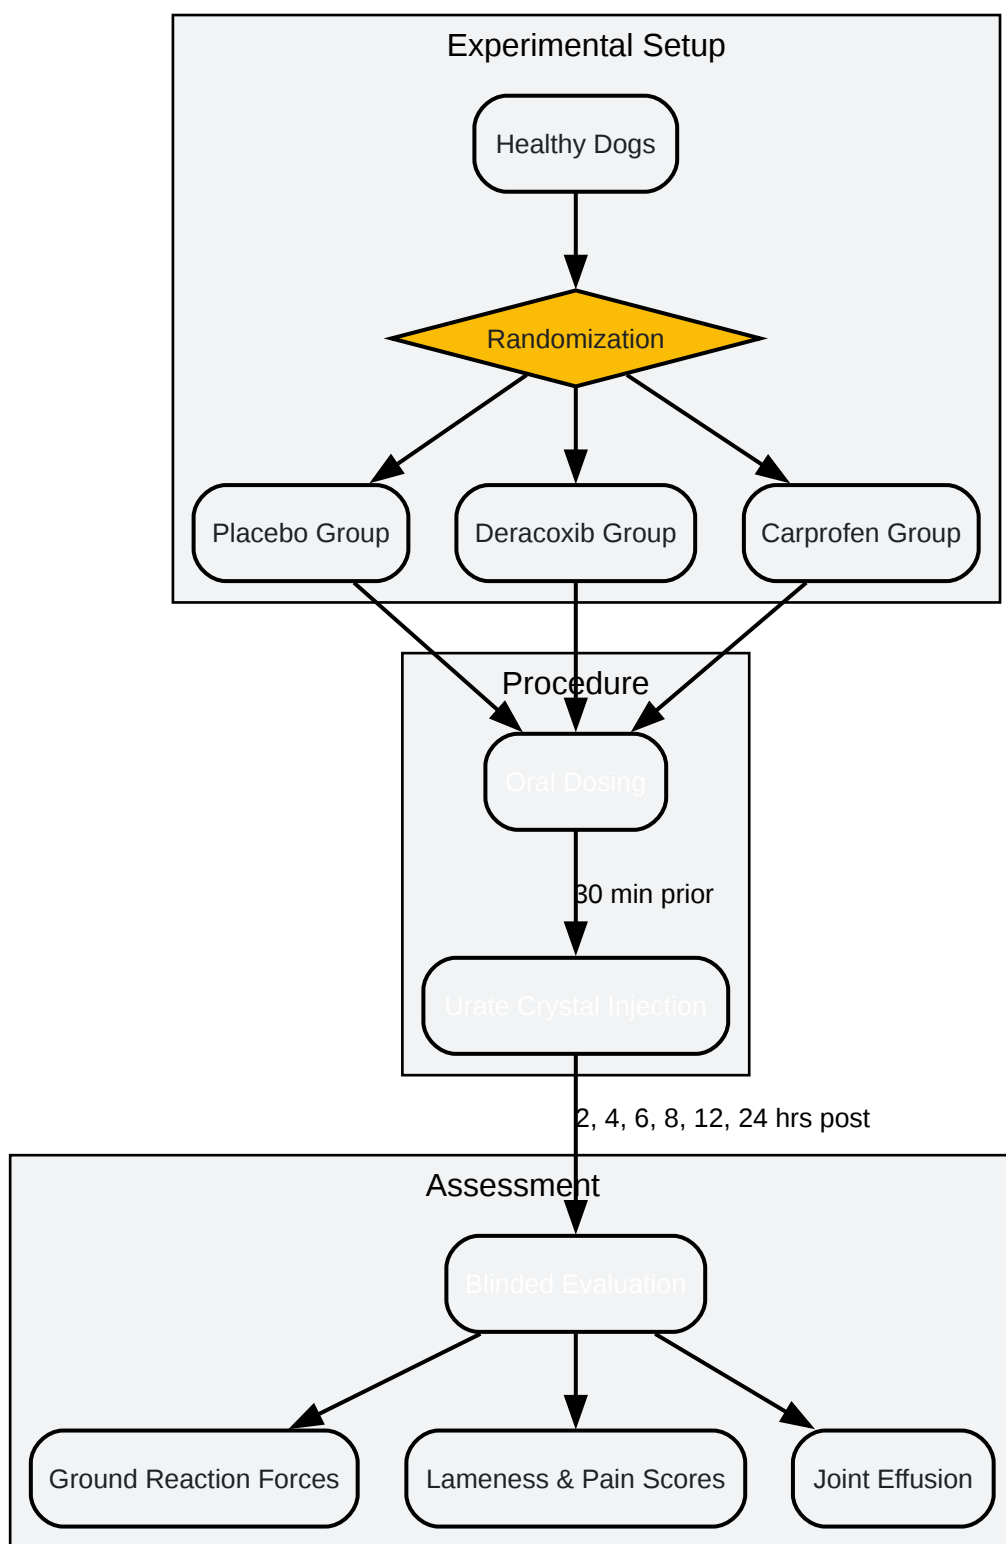 Experimental Setup
Healthy Dogs
Randomization
Placebo Group
Deracoxib Group
Carprofen Group
Procedure
Oral Dosing
30 min prior
Urate Crystal Injection
2, 4, 6, 8, 12, 24 hrs post
Assessment
Blinded Evaluation
Ground Reaction Forces
Lameness & Pain Scores
Joint Effusion